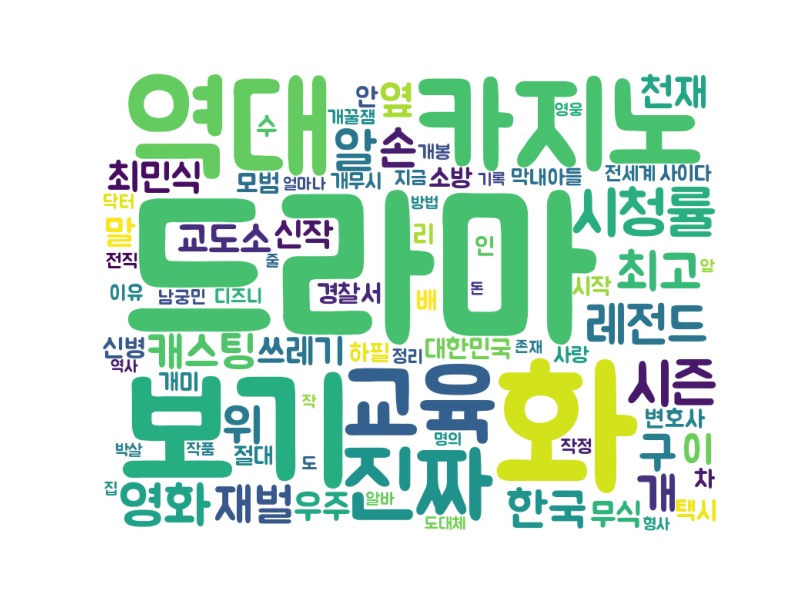 역대 카지노
안 옆 천재
개꿀잼 영웅
수 알 손 개봉
최민식 모범 얼마나 개무시 지금 소방 기록 막내아들 전세계 사이다
닥터 드라마 방법 시청률
말 교도소 신작 리 인
전직 줄 최고 앞
이유 남궁민 디즈니 경찰서 배 돈 시작
레전드
신병 캐스팅 쓰레기 하필 정리 대한민국 존재 사랑
역사
개미 보기 교육 화 시즌
작 위 변호사
박살 작품 절대 도 진짜 명의 작정 구 이
집 영화 재벌 우주 알바 한국 무식 개 차 택시
도대체 형사